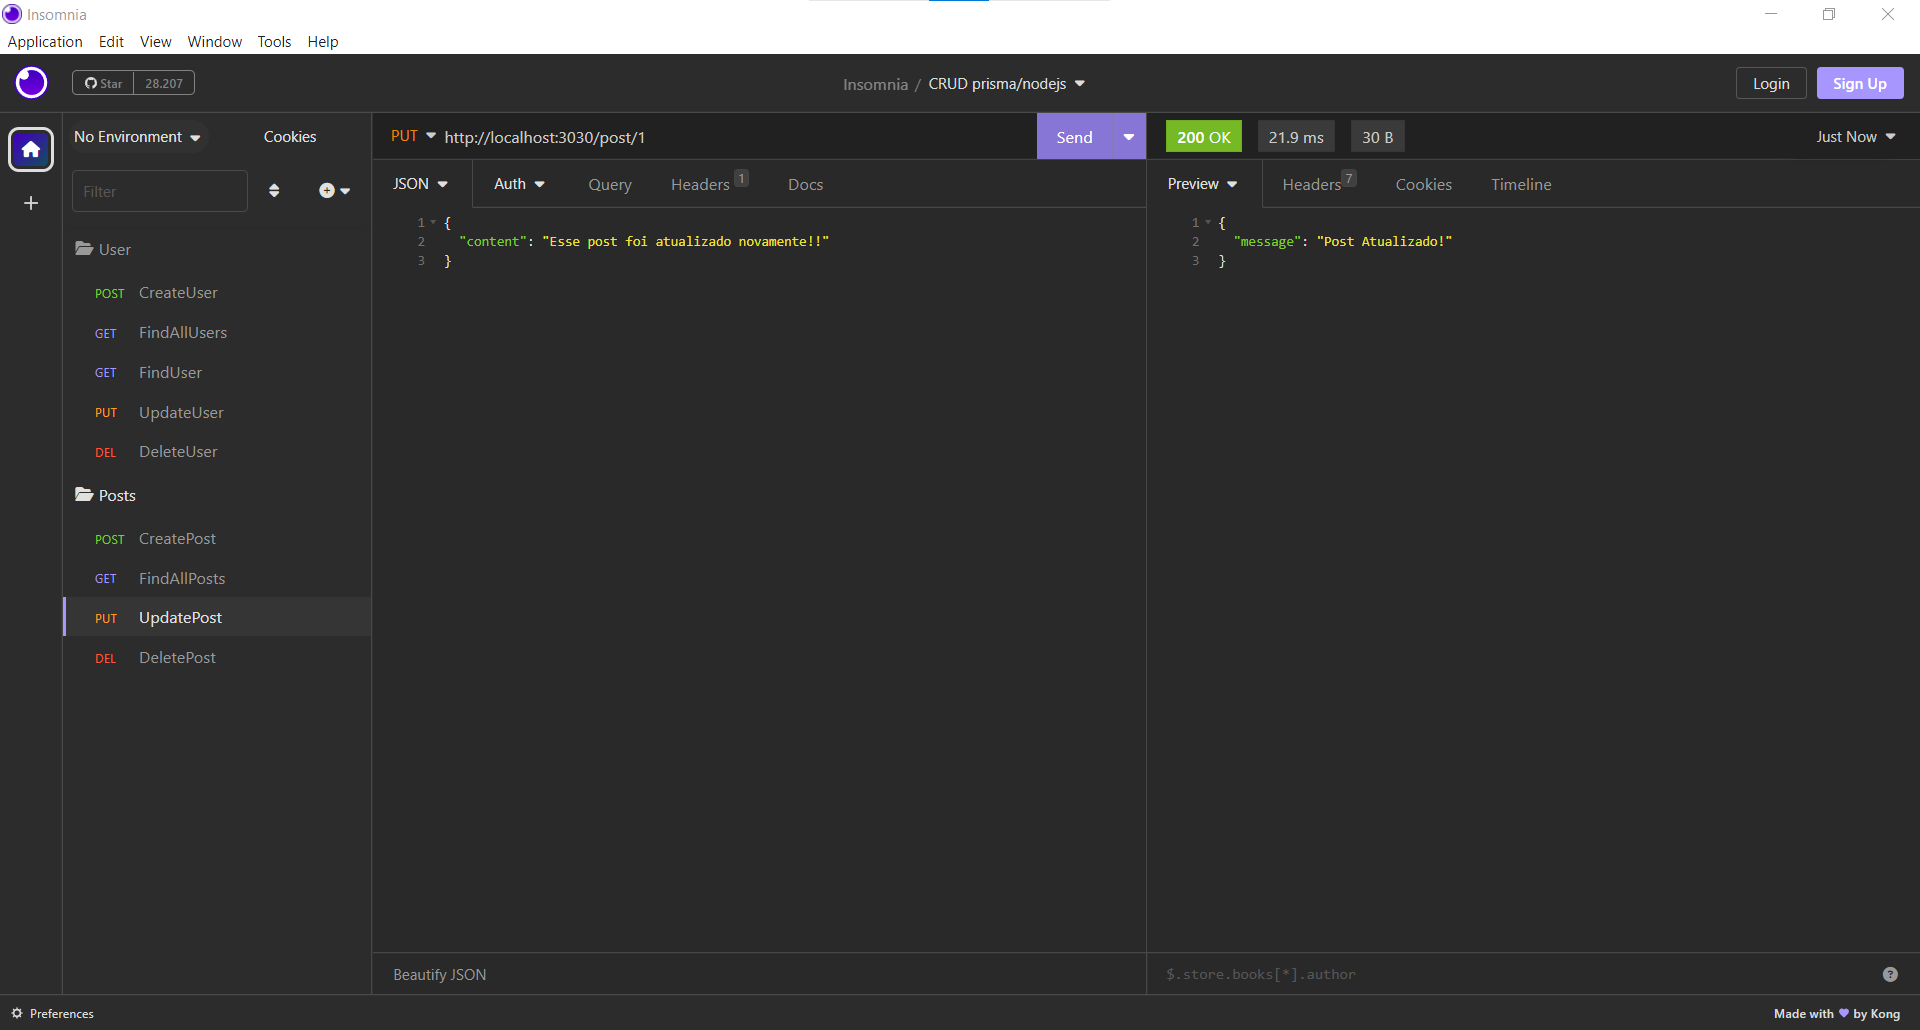 Insomnia
Application Edit View Window Tools Help
Star 28.207
Insomnia / CRUD prisma/nodejs
Login Sign Up
No Environment Cookies
PUT http://localhost:3030/post/1 Send
200 OK 21.9 ms 30 B Just Now
Filter
JSON Auth Query Headers 1 Docs
Preview Headers 7 Cookies Timeline
User
POST CreateUser
GET FindAllUsers
GET FindUser
PUT UpdateUser
DEL DeleteUser
Posts
POST CreatePost
GET FindAllPosts
PUT UpdatePost
DEL DeletePost
1 {
2 "content": "Esse post foi atualizado novamente!!"
3 }
1 {
2 "message": "Post Atualizado!"
3 }
Beautify JSON
$.store.books[*].author ?
Preferences
Made with 💜 by Kong